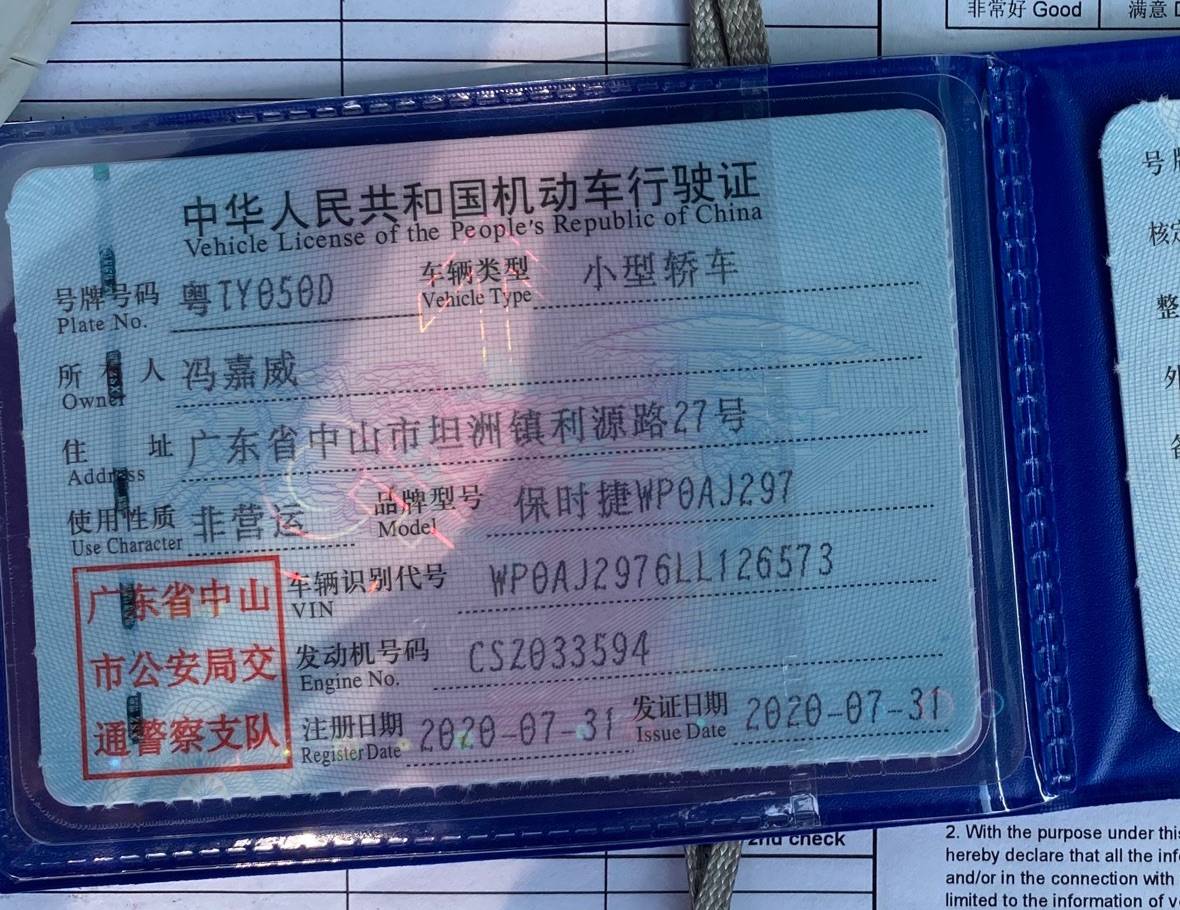 非常好 Good
满意
中华人民共和国机动车行驶证
Vehicle License of the People's Republic of China
号牌号码 粤TY050D 车辆类型 小型轿车
Plate No. Vehicle Type
所 人 冯嘉威
Owner
住 址 广东省中山市坦洲镇利源路27号
Address
使用性质 非营运 品牌型号 保时捷WP0AJ297
Use Character Model
广东省中山
市公安局交
通警察支队
车辆识别代号 WP0AJ2976LL126573
VIN
发动机号码 CSZ033594
Engine No.
注册日期 2020-07-31 发证日期 2020-07-31
Register Date Issue Date
号
核定
整
外
2nd check
2. With the purpose under this
hereby declare that all the
and/or in the connection with
limited to the information of